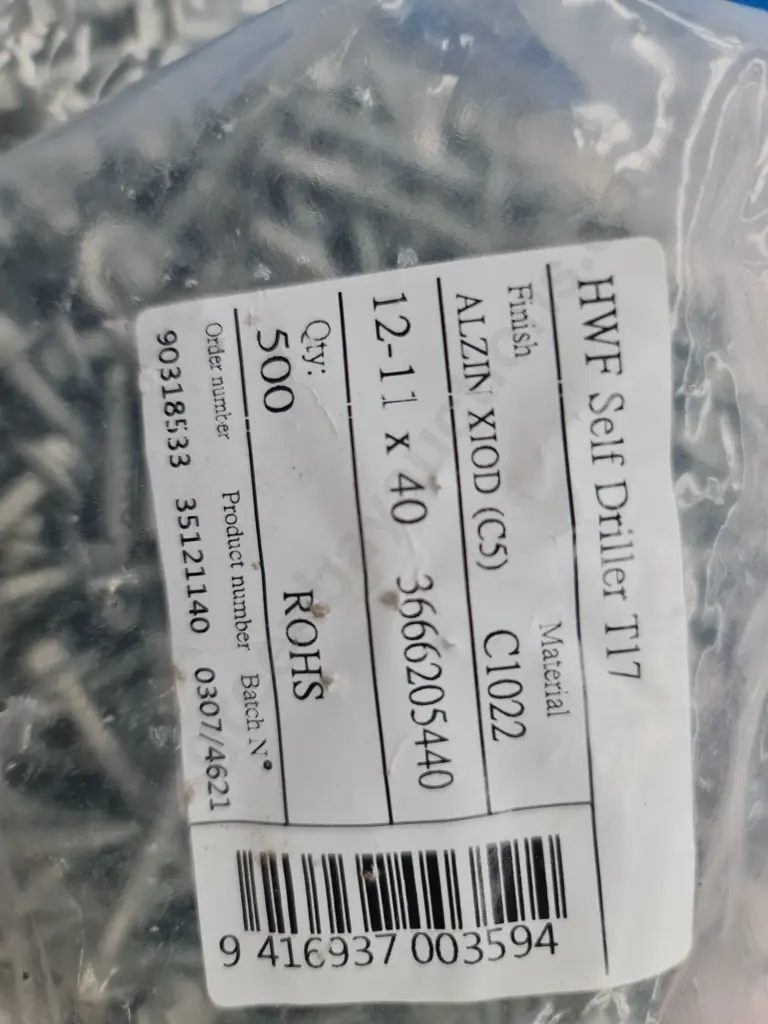 HWF Self Driller T17
Finish Material
ALZIN XIOD (C5) C1022
12-11 x 40 3666205440
Qty:
500 ROHS
Order number Product number Batch N°
90318533 35121140 0307/4621
9 416937 003594